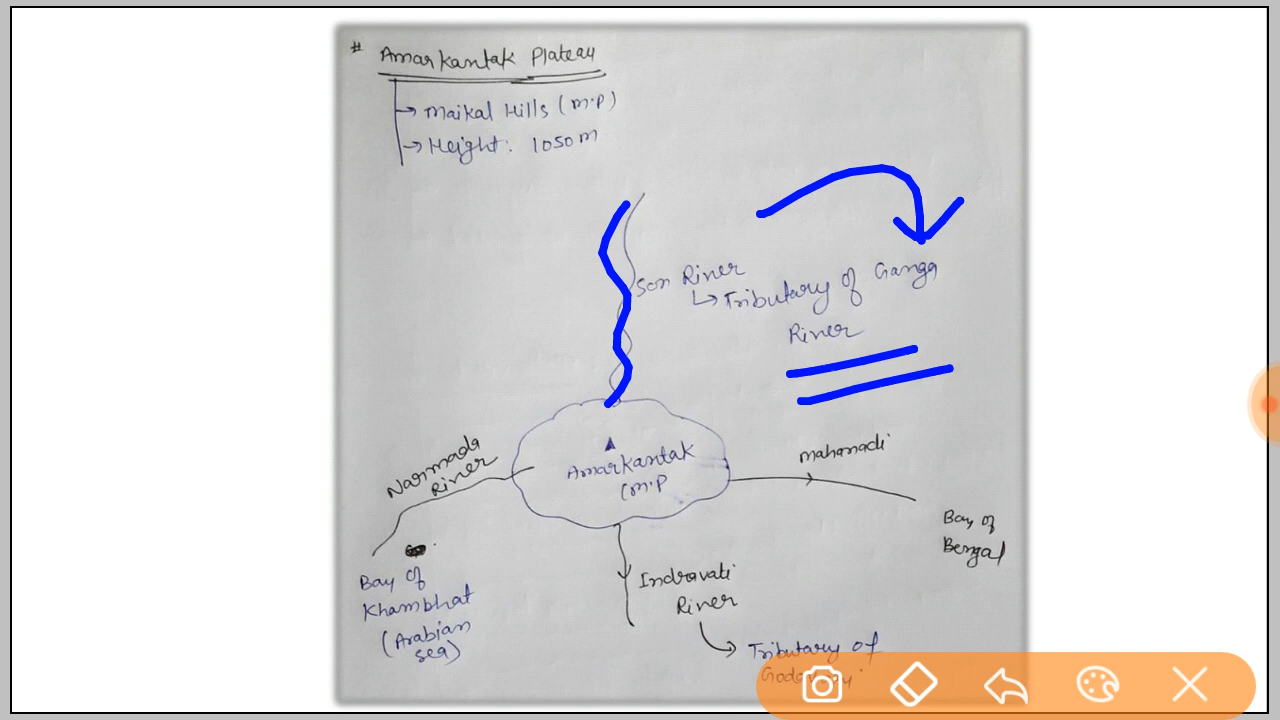 # Amarkantak Plateau
→ Maikal Hills (M.P)
→ Height: 1050m
Son River
↳ Tributary of Ganga
River
Narmada
River
Amarkantak
(M.P
Mahanadi
Bay of
Bengal
Bay of
Khambhat
(Arabian
sea)
Indravati
River
Tributary of